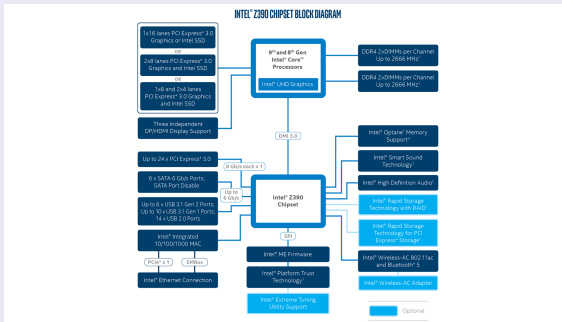 INTEL® Z390 CHIPSET BLOCK DIAGRAM
1x16 lanes PCI Express* 3.0
Graphics or Intel SSD
OR
2x8 lanes PCI Express* 3.0
Graphics and Intel SSD
OR
1x8 and 2x4 lanes
PCI Express* 3.0 Graphics
and Intel SSD
Three Independent
DP/HDMI Display Support
9th and 8th Gen
Intel® Core™
Processors
Intel® UHD Graphics
DDR4 2xDIMMs per Channel
Up to 2666 MHz¹
DDR4 2xDIMMs per Channel
Up to 2666 MHz¹
DMI 3.0
Up to 24 x PCI Express* 3.0
8 Gb/s each x 1
6 x SATA 6 Gb/s Ports;
SATA Port Disable
Up to
6 Gb/s
Up to 6 x USB 3.1 Gen 2 Ports;
Up to 10 x USB 3.1 Gen 1 Ports;
14 x USB 2.0 Ports
Intel® Integrated
10/100/1000 MAC
PCIe* x 1
SMBus
Intel® Ethernet Connection
Intel® Z390
Chipset
SPI
Intel® ME Firmware
Intel® Platform Trust
Technology¹
Intel® Extreme Tuning
Utility Support
Intel® Optane™ Memory
Support¹
Intel® Smart Sound
Technology¹
Intel® High Definition Audio¹
Intel® Rapid Storage
Technology with RAID¹
Intel® Rapid Storage
Technology for PCI
Express* Storage¹
Intel® Wireless-AC 802.11ac
and Bluetooth* 5
Intel® Wireless-AC Adapter
Optional